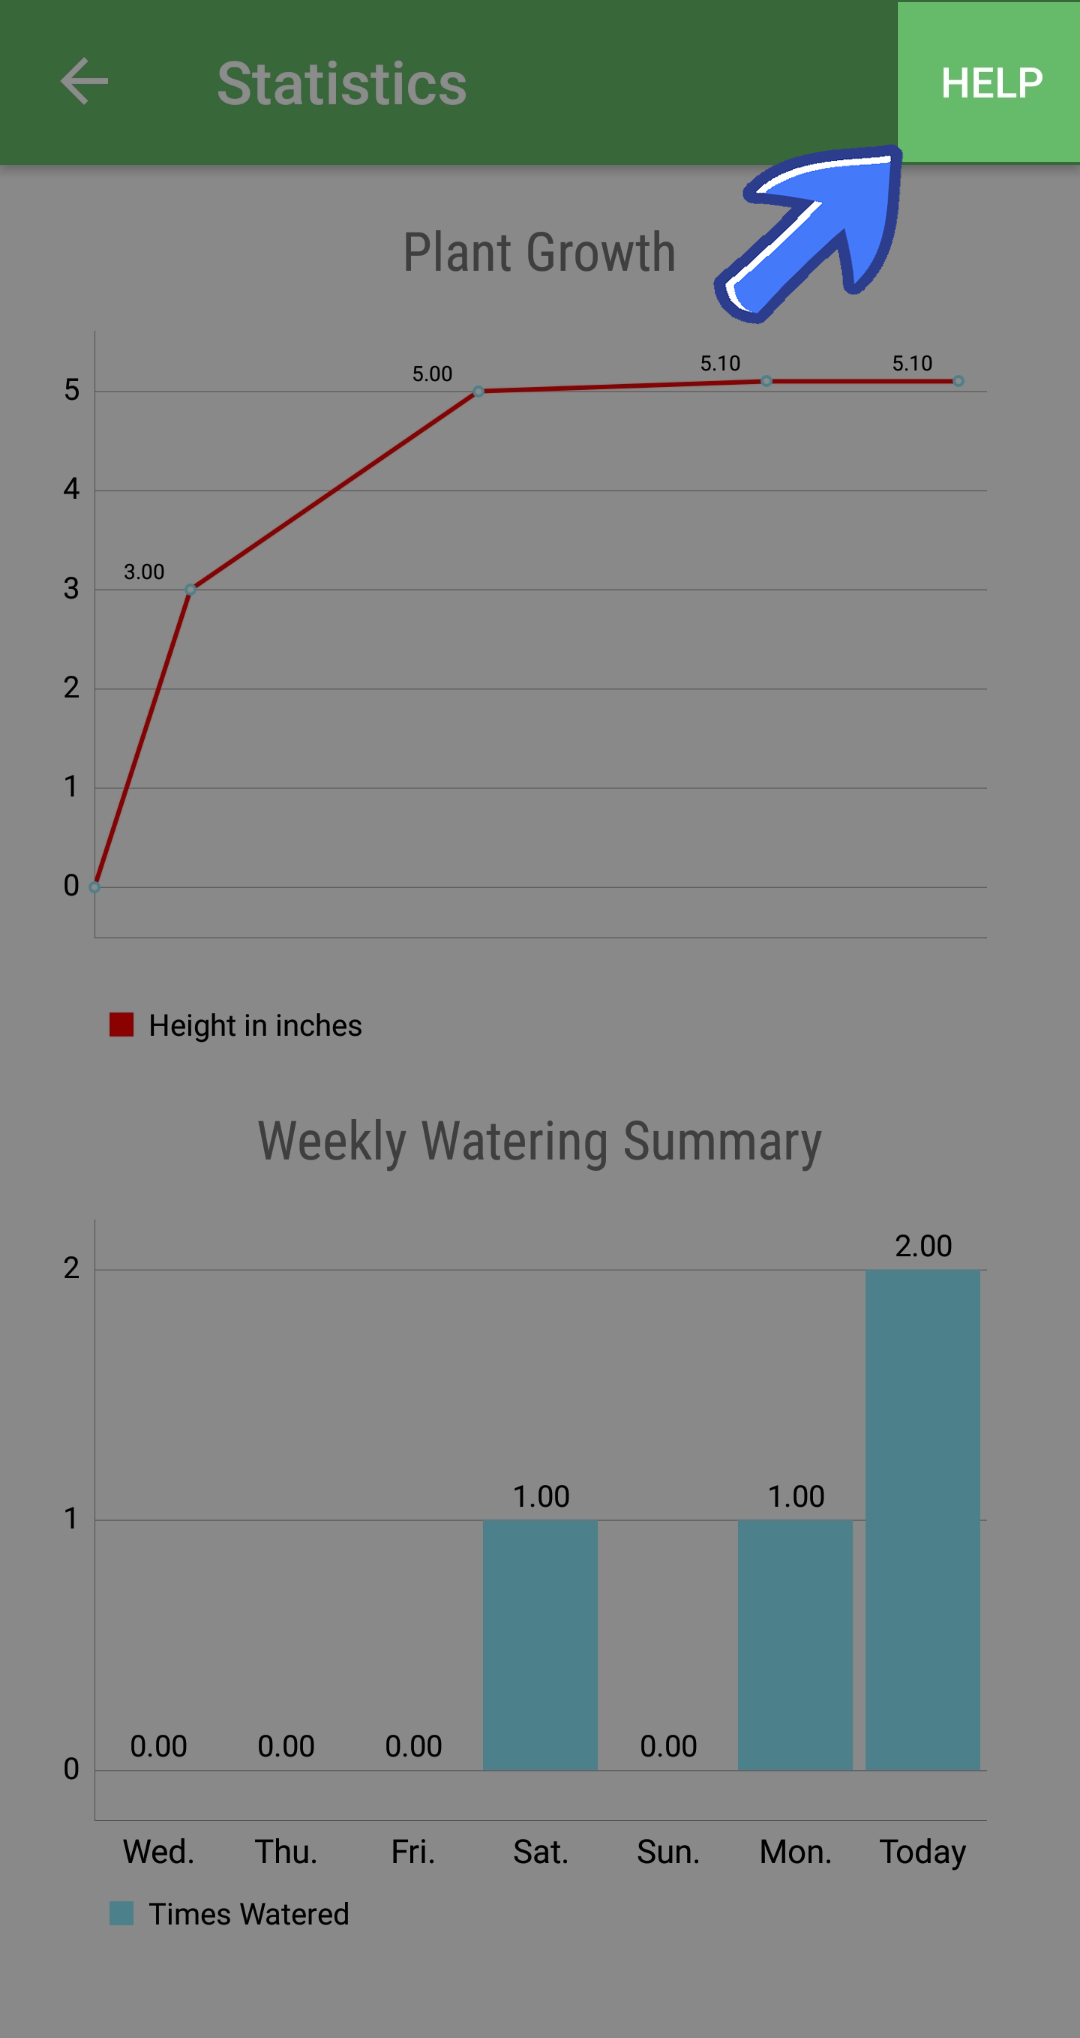 Statistics
HELP
Plant Growth
5.00
5.10
5.10
5
4
3.00
3
2
1
0
Height in inches
Weekly Watering Summary
2.00
2
1.00
1.00
1
0.00
0.00
0.00
0.00
0
Wed. Thu. Fri. Sat. Sun. Mon. Today
Times Watered